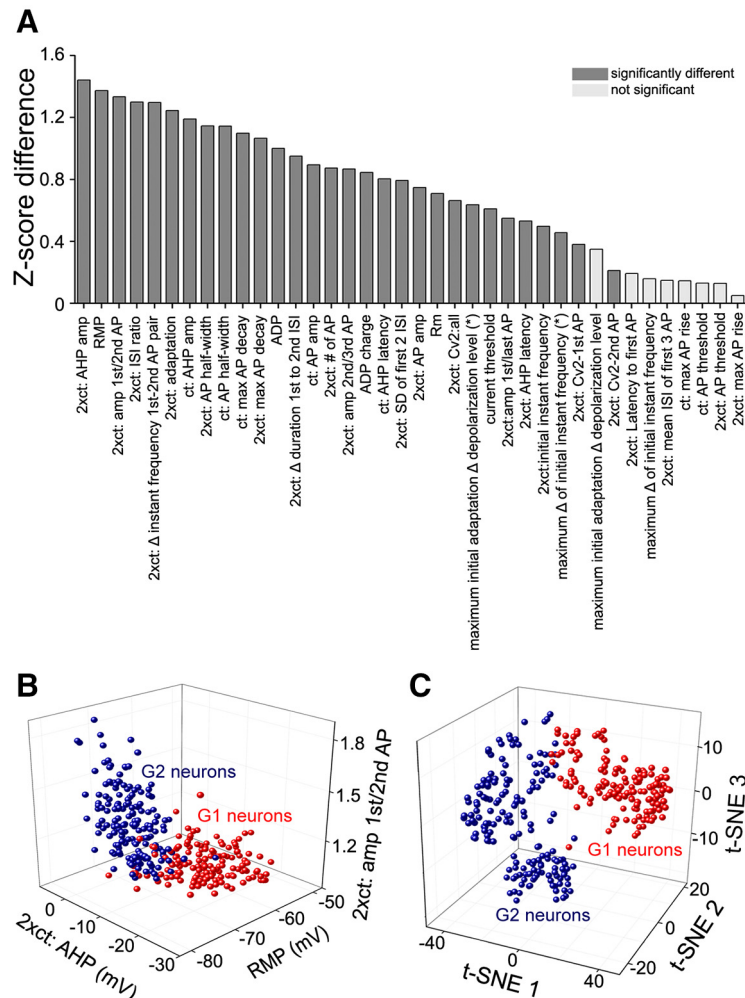 A
Z-score difference
1.6
1.2
0.8
0.4
0
significantly different
not significant
2xct: AHP amp
RMP
2xct: amp 1st/2nd AP
2xct: ISI ratio
2xct: Δ instant frequency 1st-2nd AP pair
2xct: adaptation
ct: AHP amp
2xct: AP half-width
ct: AP half-width
ct: max AP decay
2xct: max AP decay
ADP
2xct: Δ duration 1st to 2nd ISI
ct: AP amp
2xct: # of AP
2xct: amp 2nd/3rd AP
ADP charge
ct: AHP latency
2xct: SD of first 2 ISI
2xct: AP amp
Rm
2xct: Cv2:all
maximum initial adaptation Δ depolarization level (*)
current threshold
2xct:amp 1st/last AP
2xct: AHP latency
2xct:initial instant frequency
maximum Δ of initial instant frequency (*)
2xct: Cv2-1st AP
maximum initial adaptation Δ depolarization level
2xct: Cv2-2nd AP
2xct: Latency to first AP
maximum Δ of initial instant frequency
2xct: mean ISI of first 3 AP
ct: max AP rise
ct: AP threshold
2xct: AP threshold
2xct: max AP rise
B
G2 neurons
G1 neurons
1.8
1.5
1.2
2xct: amp 1st/2nd AP
0
-10
-20
-30
2xct: AHP (mV)
-80
-70
-60
-50
RMP (mV)
C
G1 neurons
G2 neurons
10
0
-10
t-SNE 3
20
0
-20
t-SNE 2
-40
0
40
t-SNE 1